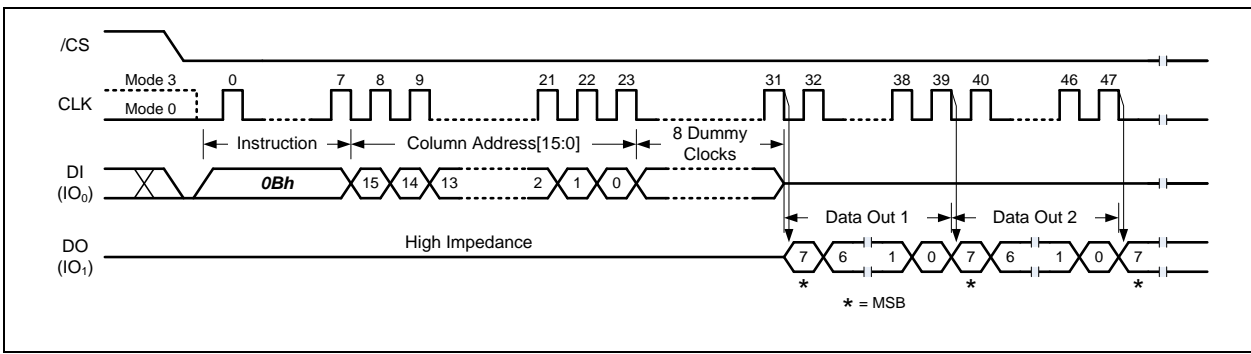 /CS
Mode 3 0 7 8 9 21 22 23 31 32 38 39 40 46 47
CLK Mode 0
Instruction Column Address[15:0] 8 Dummy
Clocks
DI
(IO0) 0Bh 15 14 13 2 1 0
Data Out 1 Data Out 2
DO High Impedance
(IO1) 7 6 1 0 7 6 1 0 7
* * *
* = MSB